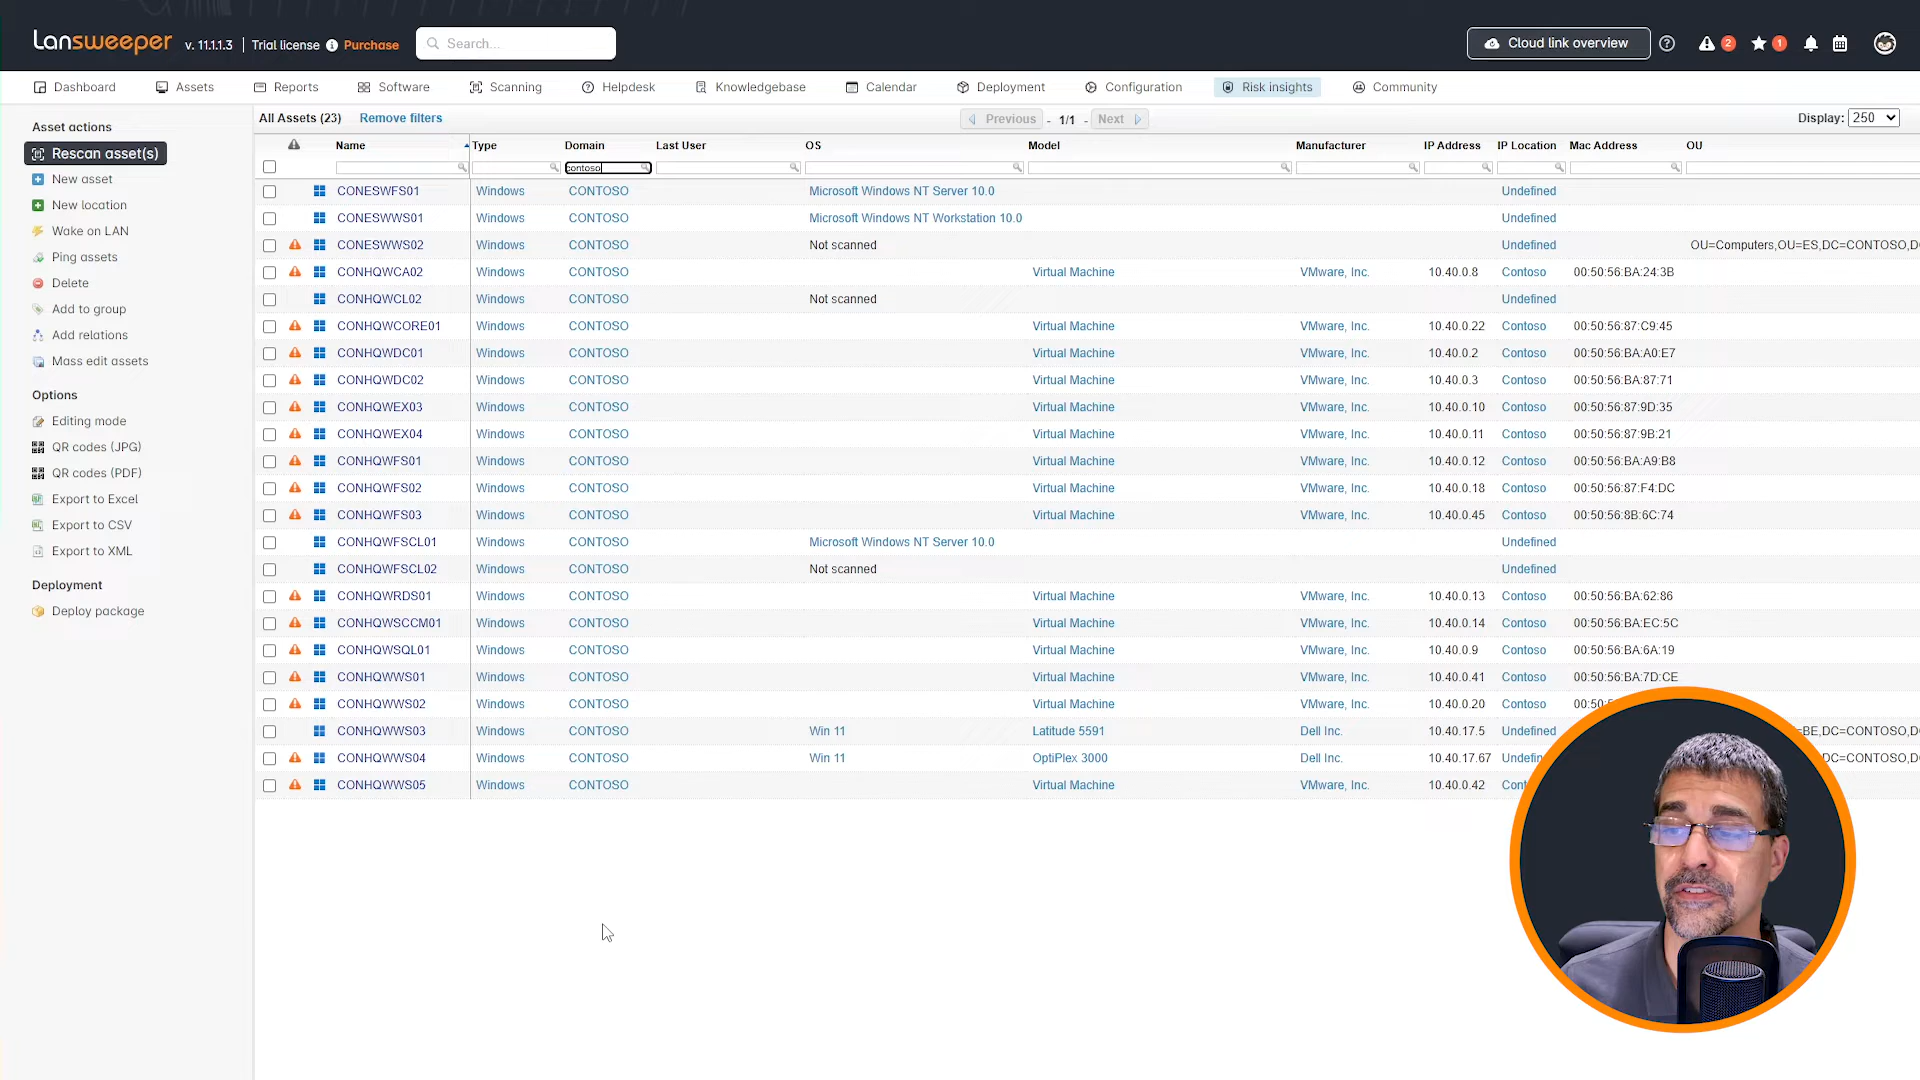 Lansweeper v. 11.1.1.3 | Trial license Purchase Search... Cloud link overview 2 1
Dashboard Assets Reports Software Scanning Helpdesk Knowledgebase Calendar Deployment Configuration Risk insights Community
Asset actions
Rescan asset(s)
New asset
New location
Wake on LAN
Ping assets
Delete
Add to group
Add relations
Mass edit assets
Options
Editing mode
QR codes (JPG)
QR codes (PDF)
Export to Excel
Export to CSV
Export to XML
Deployment
Deploy package
All Assets (23) Remove filters Previous - 1/1 - Next Display: 250
Name Type Domain Last User OS Model Manufacturer IP Address IP Location Mac Address OU
contoso
CONESWFS01 Windows CONTOSO Microsoft Windows NT Server 10.0 Undefined
CONESWWS01 Windows CONTOSO Microsoft Windows NT Workstation 10.0 Undefined
CONESWWS02 Windows CONTOSO Not scanned Undefined OU=Computers,OU=ES,DC=CONTOSO,D
CONHQWCA02 Windows CONTOSO Virtual Machine VMware, Inc. 10.40.0.8 Contoso 00:50:56:BA:24:3B
CONHQWCL02 Windows CONTOSO Not scanned Undefined
CONHQWCORE01 Windows CONTOSO Virtual Machine VMware, Inc. 10.40.0.22 Contoso 00:50:56:87:C9:45
CONHQWDC01 Windows CONTOSO Virtual Machine VMware, Inc. 10.40.0.2 Contoso 00:50:56:BA:A0:E7
CONHQWDC02 Windows CONTOSO Virtual Machine VMware, Inc. 10.40.0.3 Contoso 00:50:56:BA:87:71
CONHQWEX03 Windows CONTOSO Virtual Machine VMware, Inc. 10.40.0.10 Contoso 00:50:56:87:9D:35
CONHQWEX04 Windows CONTOSO Virtual Machine VMware, Inc. 10.40.0.11 Contoso 00:50:56:87:9B:21
CONHQWFS01 Windows CONTOSO Virtual Machine VMware, Inc. 10.40.0.12 Contoso 00:50:56:BA:A9:B8
CONHQWFS02 Windows CONTOSO Virtual Machine VMware, Inc. 10.40.0.18 Contoso 00:50:56:87:F4:DC
CONHQWFS03 Windows CONTOSO Virtual Machine VMware, Inc. 10.40.0.45 Contoso 00:50:56:8B:6C:74
CONHQWFSCL01 Windows CONTOSO Microsoft Windows NT Server 10.0 Undefined
CONHQWFSCL02 Windows CONTOSO Not scanned Undefined
CONHQWRDS01 Windows CONTOSO Virtual Machine VMware, Inc. 10.40.0.13 Contoso 00:50:56:BA:62:86
CONHQWSCCM01 Windows CONTOSO Virtual Machine VMware, Inc. 10.40.0.14 Contoso 00:50:56:BA:EC:5C
CONHQWSQL01 Windows CONTOSO Virtual Machine VMware, Inc. 10.40.0.9 Contoso 00:50:56:BA:6A:19
CONHQWWS01 Windows CONTOSO Virtual Machine VMware, Inc. 10.40.0.41 Contoso 00:50:56:BA:7D:CE
CONHQWWS02 Windows CONTOSO Virtual Machine VMware, Inc. 10.40.0.20 Contoso 00:50:
CONHQWWS03 Windows CONTOSO Win 11 Latitude 5591 Dell Inc. 10.40.17.5 Undefined =BE,DC=CONTOSO,D
CONHQWWS04 Windows CONTOSO Win 11 OptiPlex 3000 Dell Inc. 10.40.17.67 Undefin DC=CONTOSO,D
CONHQWWS05 Windows CONTOSO Virtual Machine VMware, Inc. 10.40.0.42 Cont